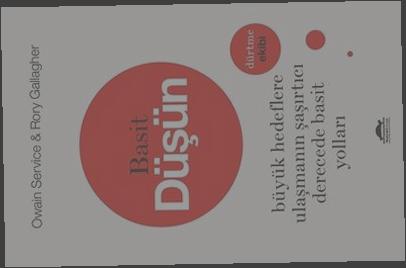 Owain Service & Rory Gallagher
Basit
Düşün
dürtme
ekibi
büyük hedeflere
ulaşmanın şaşırtıcı
derecede basit
yolları